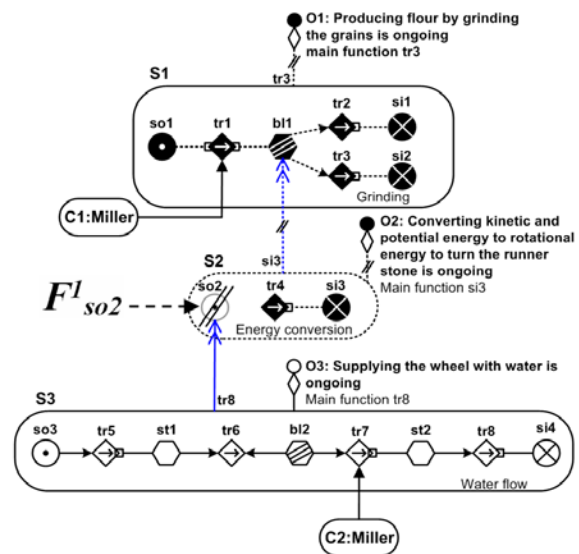 O1: Producing flour by grinding
the grains is ongoing
main function tr3
S1
tr3
so1
tr1
bl1
tr2
si1
tr3
si2
Grinding
C1:Miller
O2: Converting kinetic and
potential energy to rotational
energy to turn the runner
stone is ongoing
Main function si3
S2
si3
F¹so2
so2
tr4
si3
Energy conversion
O3: Supplying the wheel with water is
ongoing
Main function tr8
S3
tr8
so3
tr5
st1
tr6
bl2
tr7
st2
tr8
si4
Water flow
C2:Miller